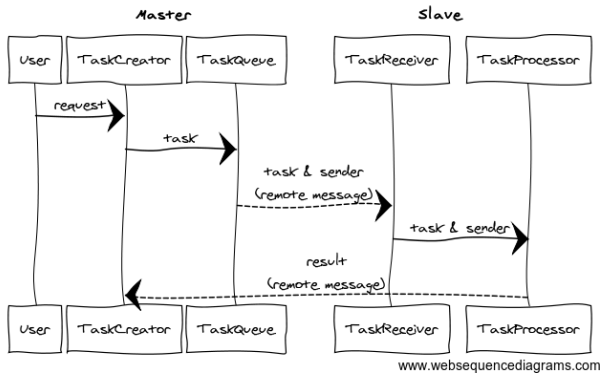 Master Slave
User TaskCreator TaskQueue TaskReceiver TaskProcessor
request
task
task & sender
(remote message)
task & sender
result
(remote message)
User TaskCreator TaskQueue TaskReceiver TaskProcessor
www.websequencediagrams.com